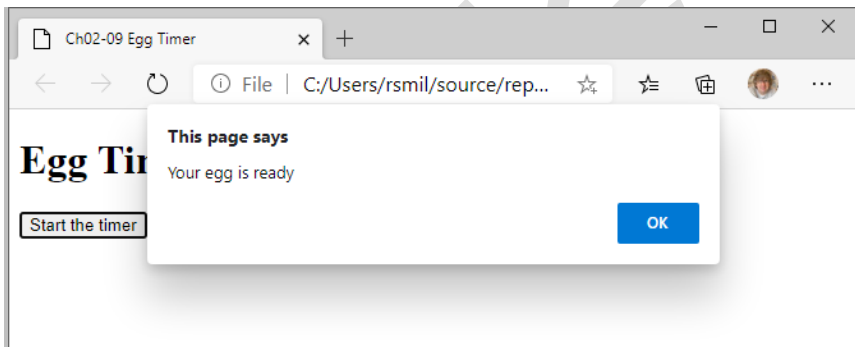 Ch02-09 Egg Timer
File | C:/Users/rsmil/source/rep...
This page says
Your egg is ready
Egg Tir
Start the timer
OK